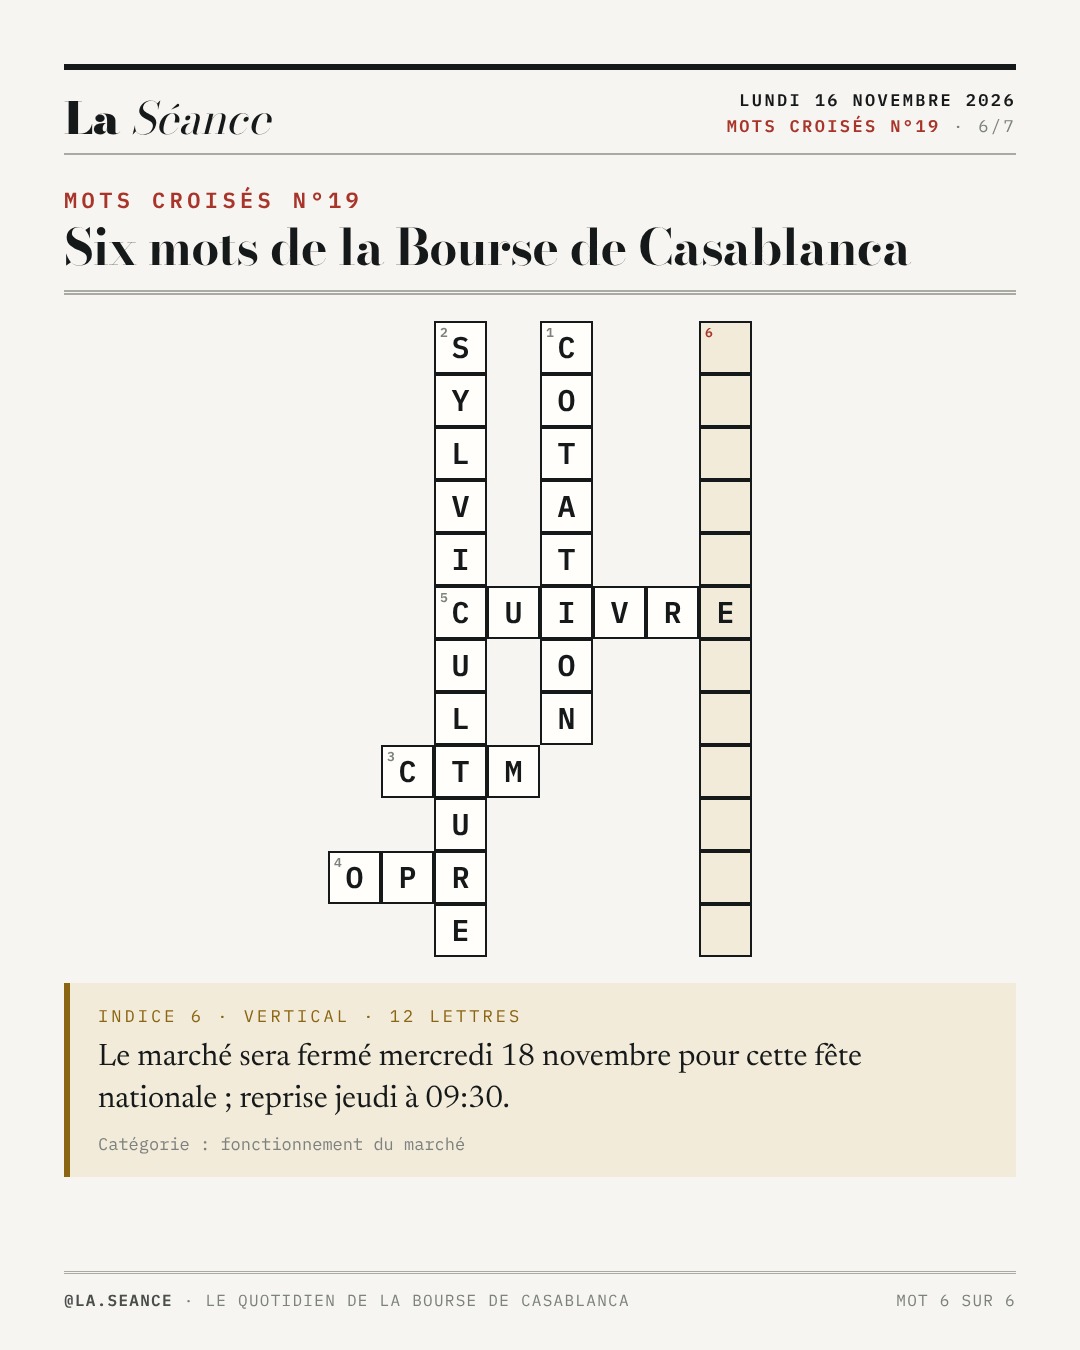 La Séance
LUNDI 16 NOVEMBRE 2026
MOTS CROISÉS N°19 · 6/7
MOTS CROISÉS N°19
Six mots de la Bourse de Casablanca
2 S 1 C 6
Y O
L T
V A
I T
5 C U I V R E
U O
L N
3 C T M
U
4 O P R
E
INDICE 6 · VERTICAL · 12 LETTRES
Le marché sera fermé mercredi 18 novembre pour cette fête
nationale ; reprise jeudi à 09:30.
Catégorie : fonctionnement du marché
@LA.SEANCE · LE QUOTIDIEN DE LA BOURSE DE CASABLANCA
MOT 6 SUR 6